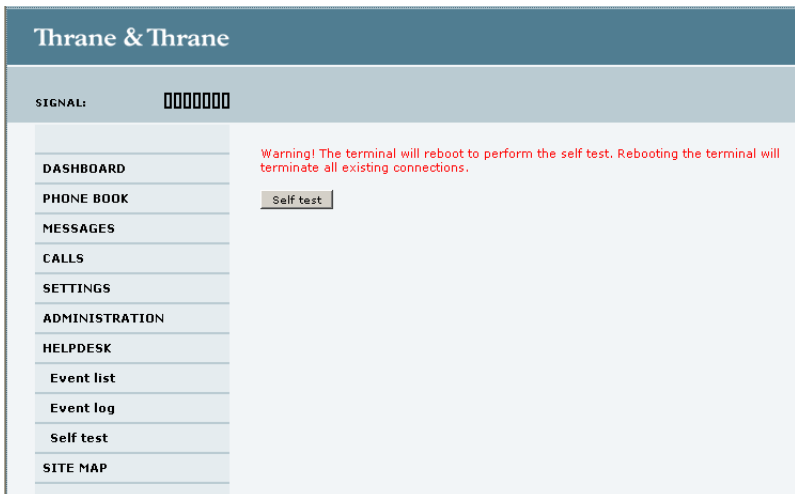 Thrane & Thrane
SIGNAL:
Warning! The terminal will reboot to perform the self test. Rebooting the terminal will
terminate all existing connections.
Self test
DASHBOARD
PHONE BOOK
MESSAGES
CALLS
SETTINGS
ADMINISTRATION
HELPDESK
Event list
Event log
Self test
SITE MAP